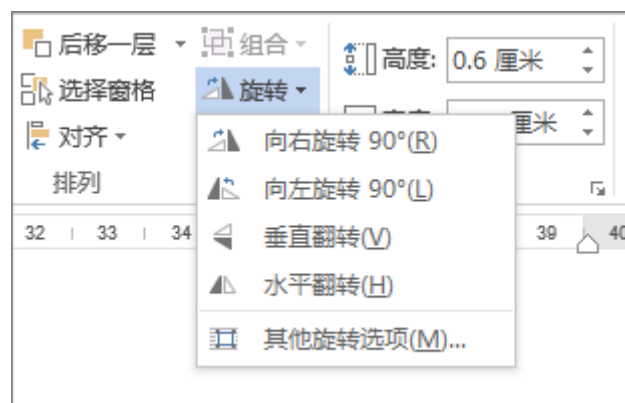 后移一层
组合
高度: 0.6 厘米
选择窗格
旋转
厘米
对齐
排列
向右旋转 90°(R)
向左旋转 90°(L)
垂直翻转(V)
水平翻转(H)
其他旋转选项(M)...
32 33 34 39 40